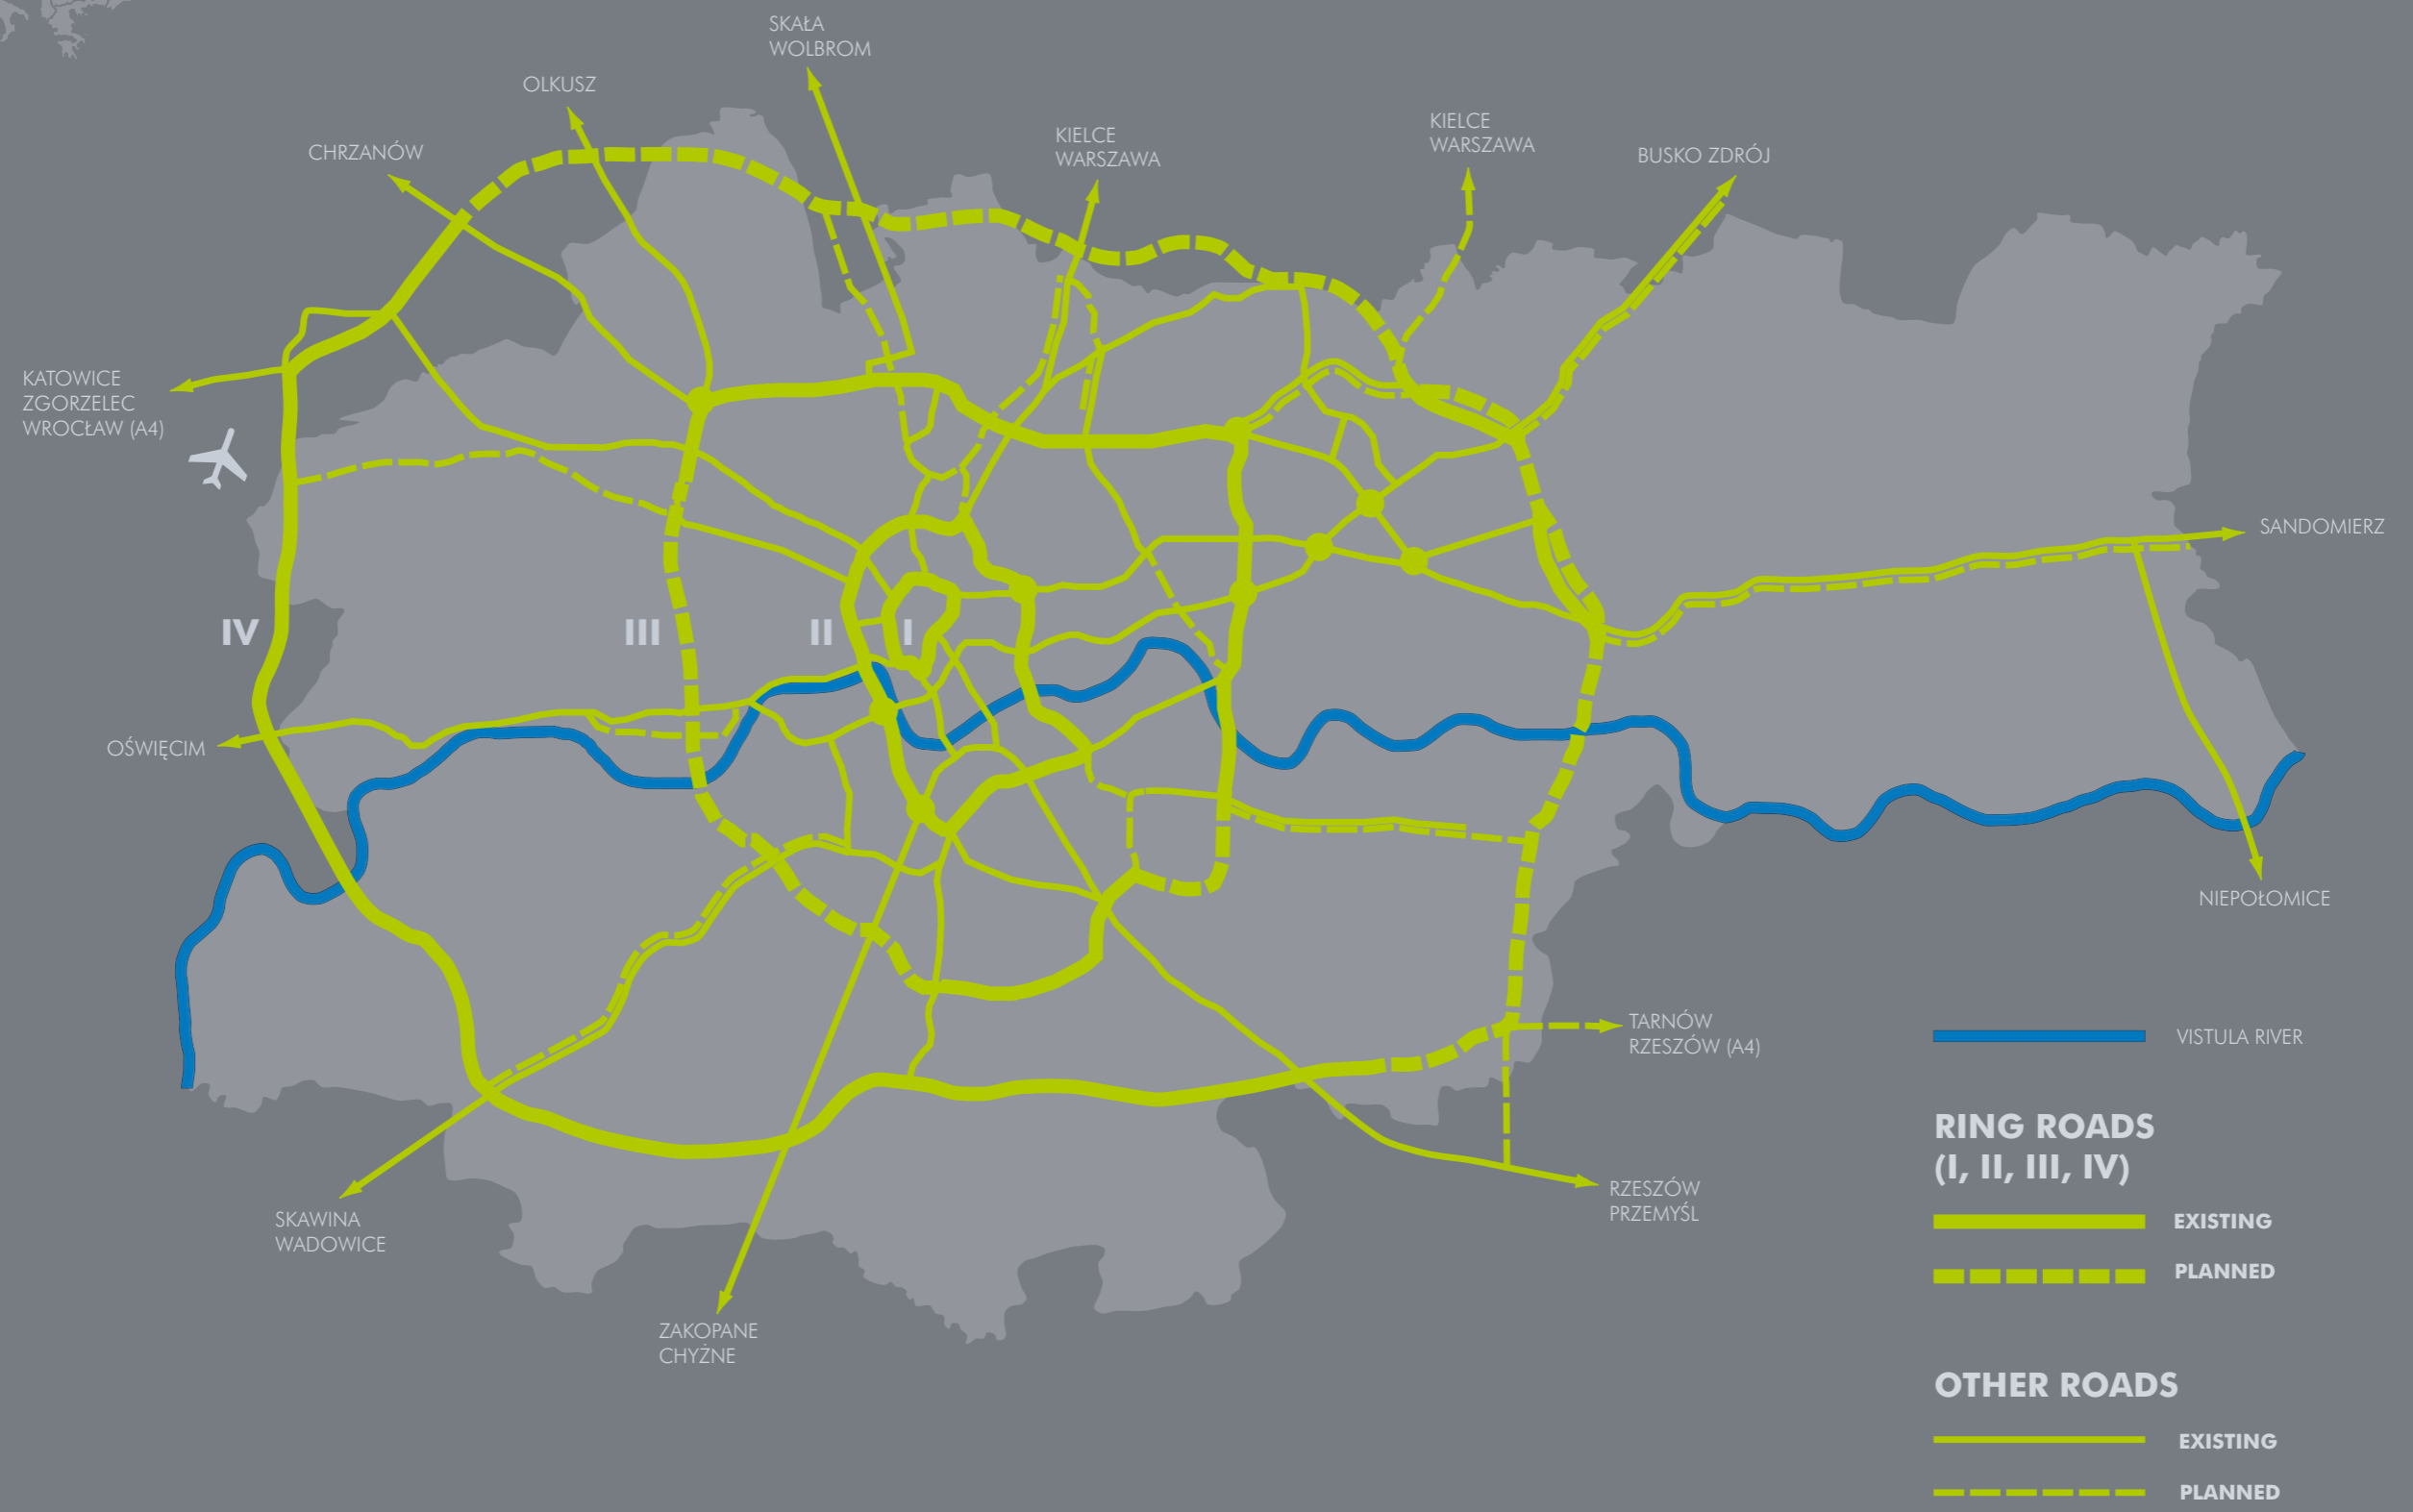 SKAŁA
WOLBROM
OLKUSZ
CHRZANÓW
KIELCE
WARSZAWA
KIELCE
WARSZAWA
BUSKO ZDRÓJ
KATOWICE
ZGORZELEC
WROCŁAW (A4)
SANDOMIERZ
IV
III
II
I
OŚWIĘCIM
NIEPOŁOMICE
TARNÓW
RZESZÓW (A4)
RZESZÓW
PRZEMYŚL
SKAWINA
WADOWICE
ZAKOPANE
CHYŻNE
VISTULA RIVER
RING ROADS
(I, II, III, IV)
EXISTING
PLANNED
OTHER ROADS
EXISTING
PLANNED